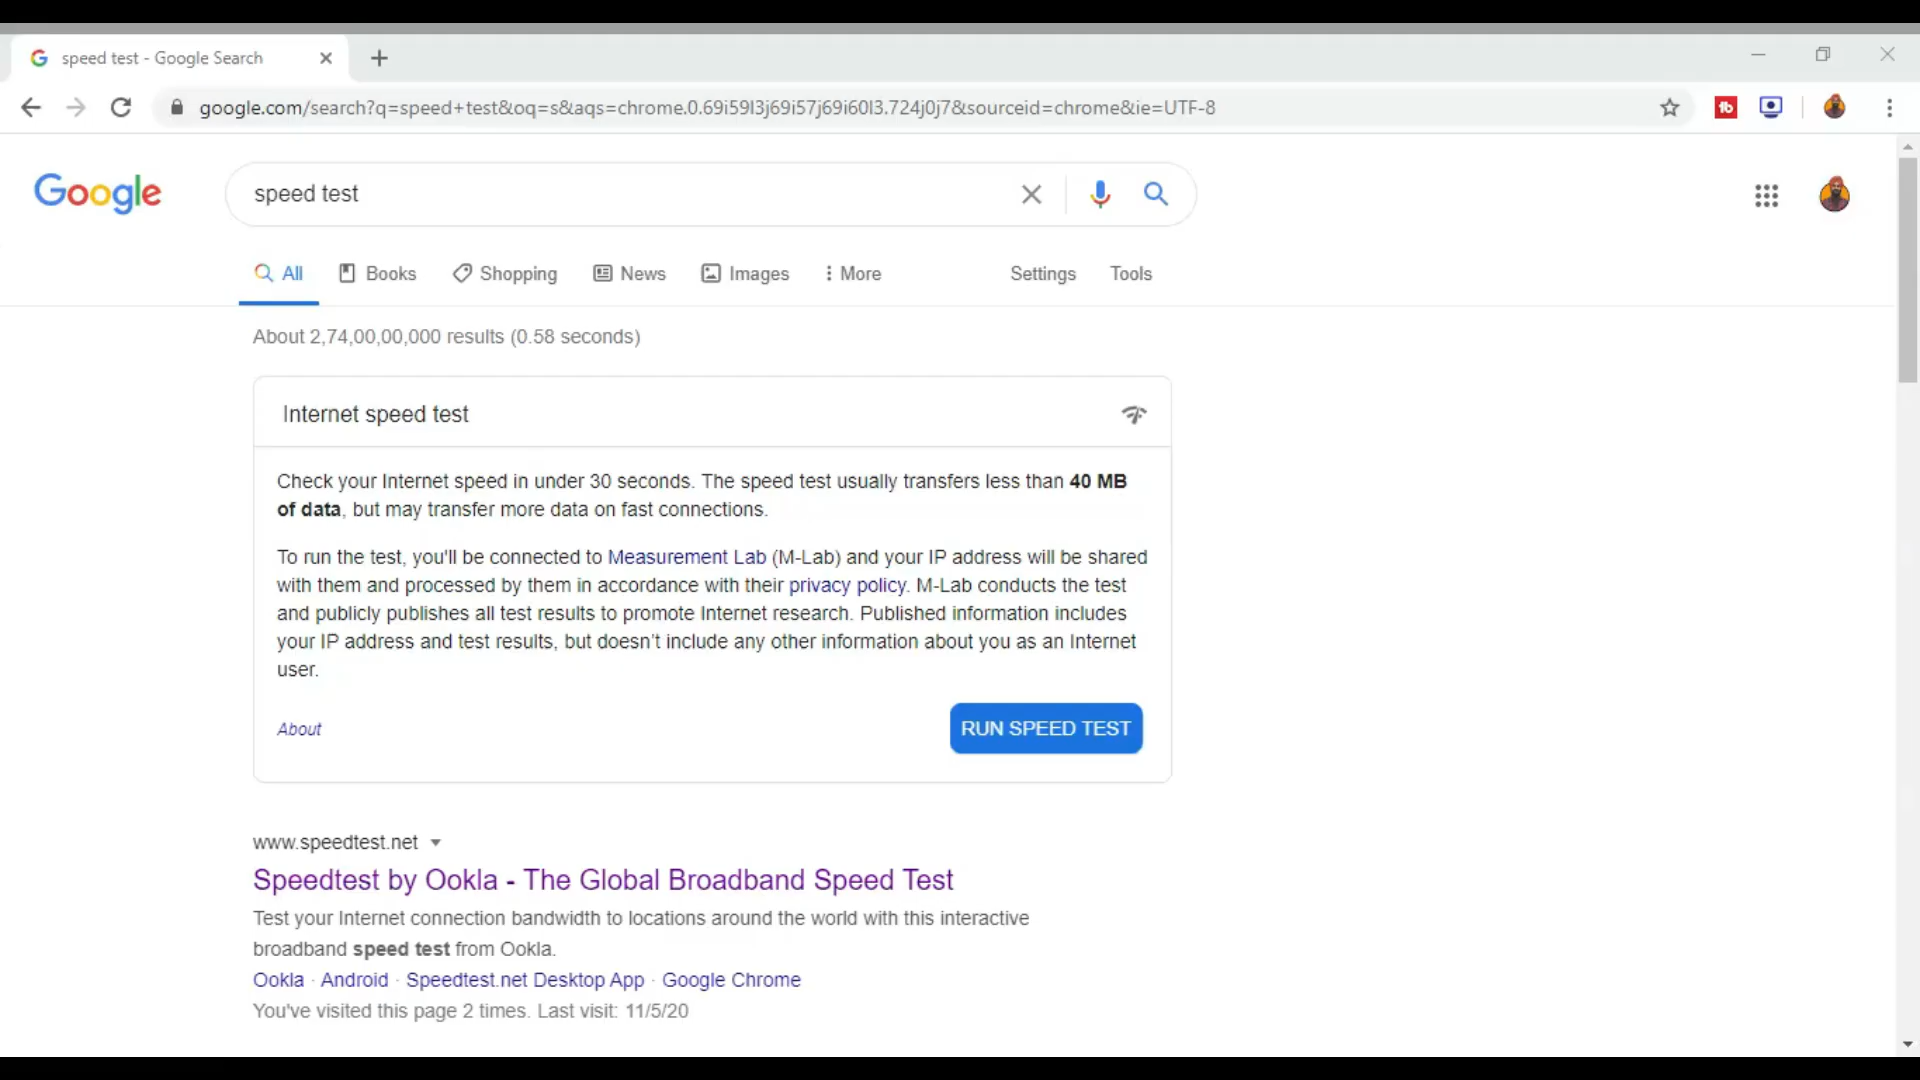 speed test - Google Search
google.com/search?q=speed+test&oq=s&aqs=chrome.0.69i59l3j69i57j69i60l3.724j0j7&sourceid=chrome&ie=UTF-8
tb
Google
speed test
All Books Shopping News Images More Settings Tools
About 2,74,00,00,000 results (0.58 seconds)
Internet speed test
Check your Internet speed in under 30 seconds. The speed test usually transfers less than 40 MB
of data, but may transfer more data on fast connections.
To run the test, you'll be connected to Measurement Lab (M-Lab) and your IP address will be shared
with them and processed by them in accordance with their privacy policy. M-Lab conducts the test
and publicly publishes all test results to promote Internet research. Published information includes
your IP address and test results, but doesn't include any other information about you as an Internet
user.
About
RUN SPEED TEST
www.speedtest.net
Speedtest by Ookla - The Global Broadband Speed Test
Test your Internet connection bandwidth to locations around the world with this interactive
broadband speed test from Ookla.
Ookla · Android · Speedtest.net Desktop App · Google Chrome
You've visited this page 2 times. Last visit: 11/5/20